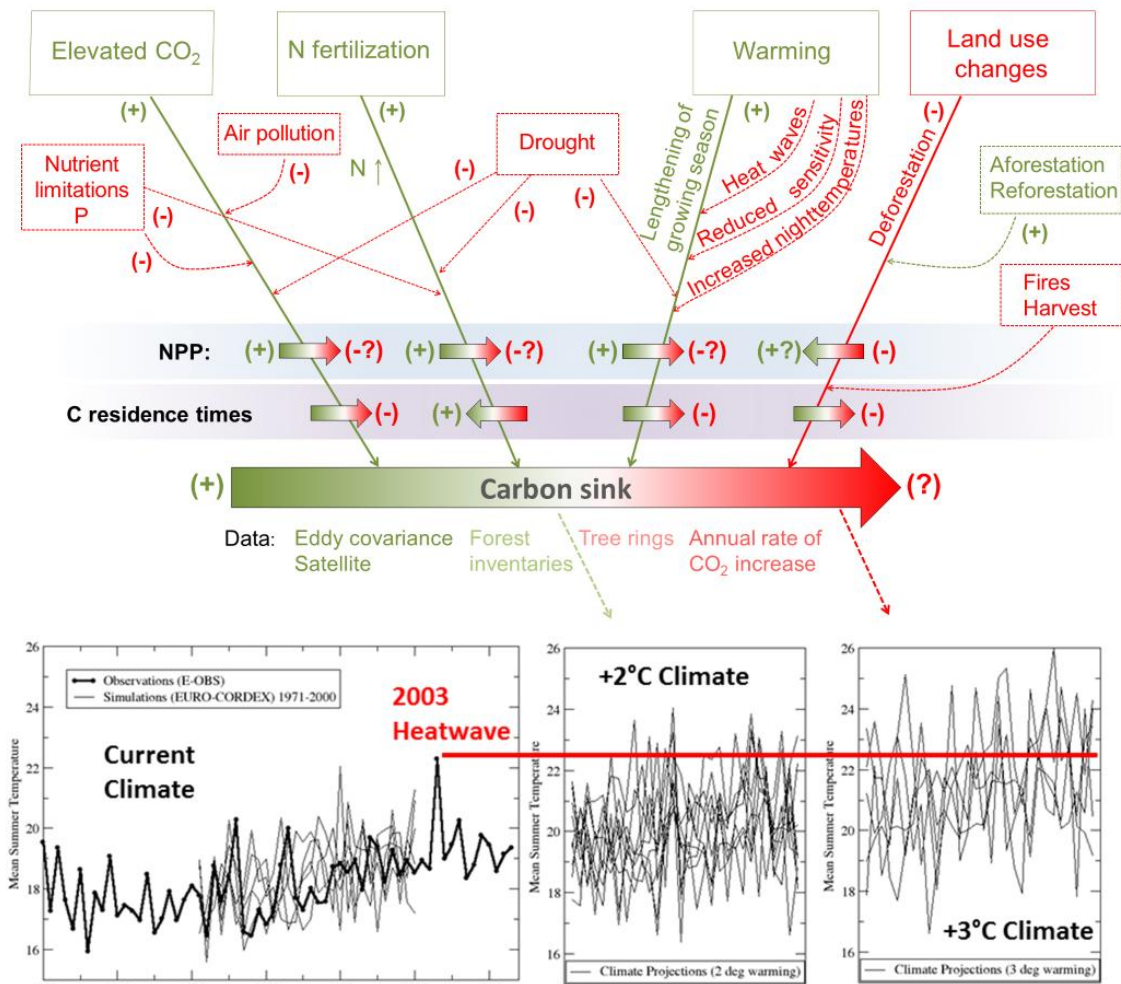 Elevated CO₂
N fertilization
Warming
Land use
changes
(+)
(+)
(+)
(-)
Air pollution
(-)
Nutrient
limitations
P
(-)
(-)
N ↑
Drought
(-)
(-)
(-)
Lengthening of
growing season
Heat waves
Reduced sensitivity
Increased nighttemperatures
Deforestation
Aforestation
Reforestation
(+)
Fires
Harvest
NPP: (+) (-?) (+) (-?) (+) (-?) (+?) (-)
C residence times (-) (+) (-) (-)
(+) Carbon sink (?)
Data: Eddy covariance Forest Tree rings Annual rate of
Satellite inventaries CO₂ increase
Mean Summer Temperature
26
24
22
20
18
16
Observations (E-OBS)
Simulations (EURO-CORDEX) 1971-2000
2003
Heatwave
Current
Climate
Mean Summer Temperature
26
24
22
20
18
16
+2°C Climate
Climate Projections (2 deg warming)
Mean Summer Temperature
26
24
22
20
18
16
+3°C Climate
Climate Projections (3 deg warming)